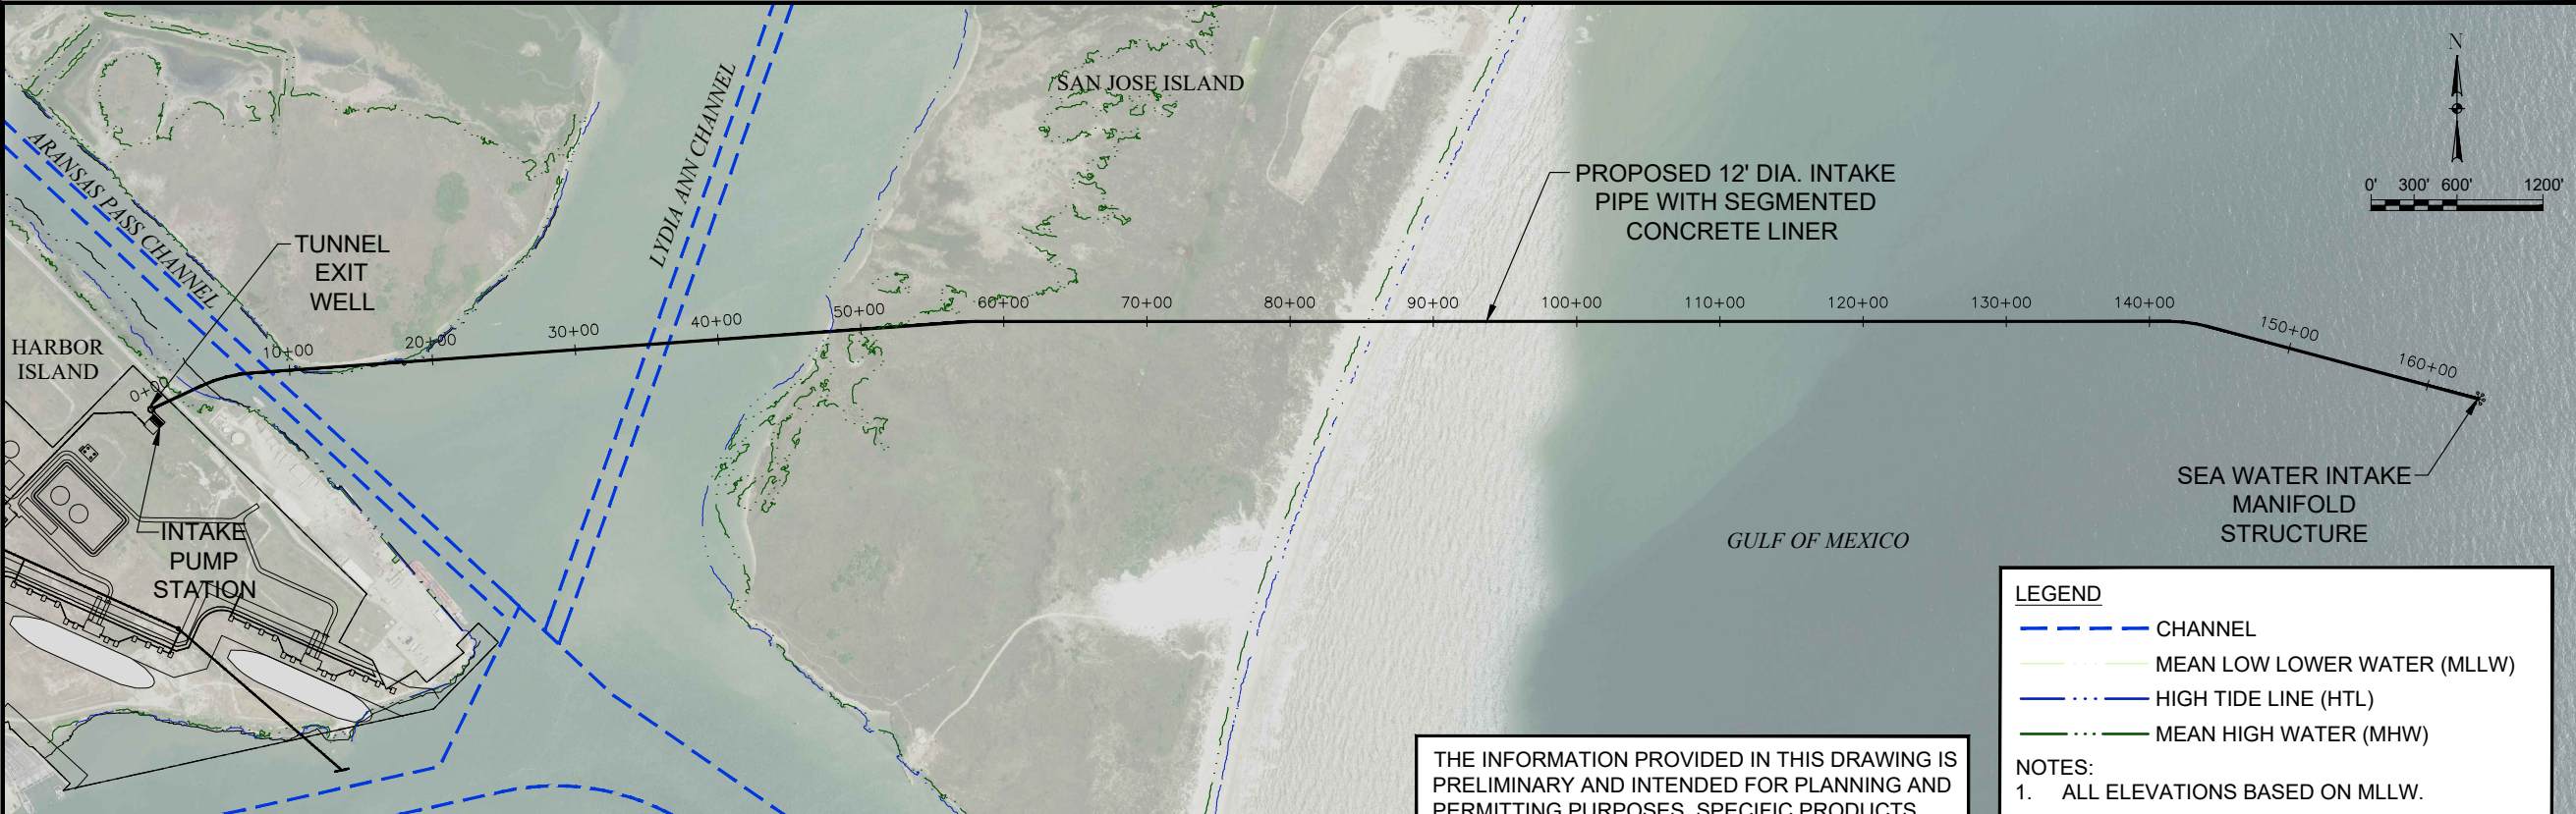 SAN JOSE ISLAND
N
0' 300' 600' 1200'
ARANSAS PASS CHANNEL
LYDIA ANN CHANNEL
PROPOSED 12' DIA. INTAKE
PIPE WITH SEGMENTED
CONCRETE LINER
TUNNEL
EXIT
WELL
HARBOR
ISLAND
0+00
10+00
20+00
30+00
40+00
50+00
60+00
70+00
80+00
90+00
100+00
110+00
120+00
130+00
140+00
150+00
160+00
INTAKE
PUMP
STATION
SEA WATER INTAKE
MANIFOLD
STRUCTURE
GULF OF MEXICO
LEGEND
CHANNEL
MEAN LOW LOWER WATER (MLLW)
HIGH TIDE LINE (HTL)
MEAN HIGH WATER (MHW)
NOTES:
1. ALL ELEVATIONS BASED ON MLLW.
THE INFORMATION PROVIDED IN THIS DRAWING IS
PRELIMINARY AND INTENDED FOR PLANNING AND
PERMITTING PURPOSES. SPECIFIC PRODUCTS